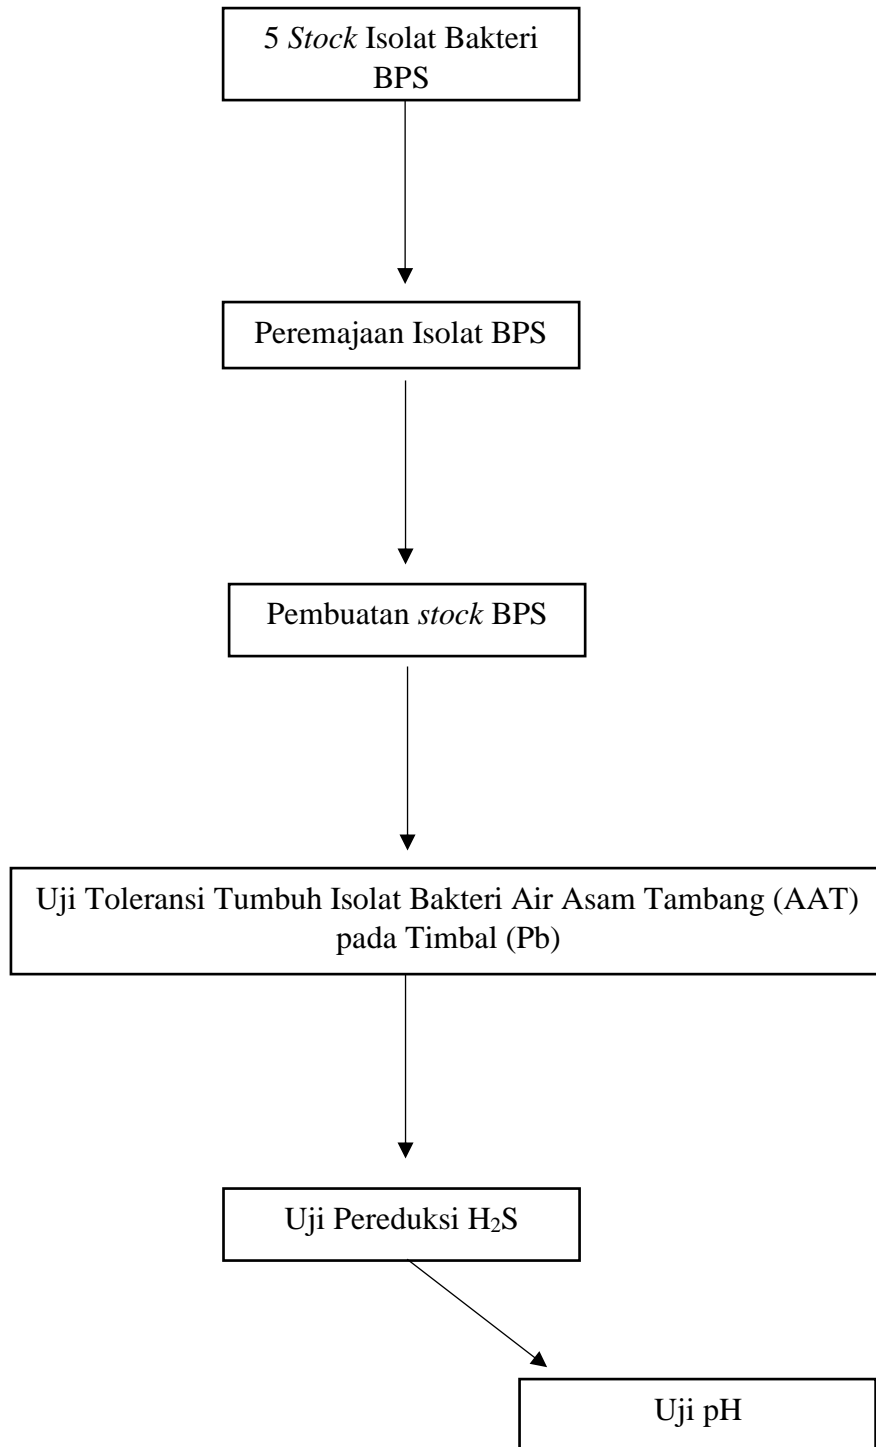 5 Stock Isolat Bakteri
BPS
Peremajaan Isolat BPS
Pembuatan stock BPS
Uji Toleransi Tumbuh Isolat Bakteri Air Asam Tambang (AAT)
pada Timbal (Pb)
Uji Pereduksi H₂S
Uji pH